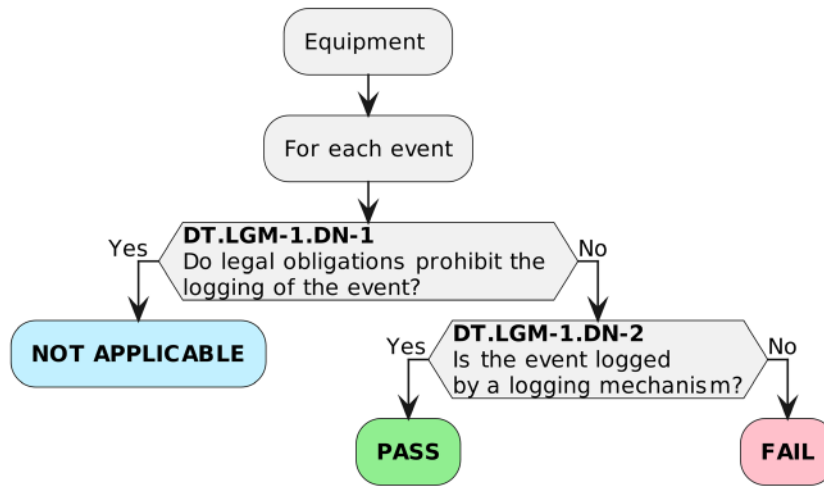 Equipment
For each event
DT.LGM-1.DN-1
Yes
No
Do legal obligations prohibit the
logging of the event?
NOT APPLICABLE
DT.LGM-1.DN-2
Yes
No
Is the event logged
by a logging mechanism?
PASS
FAIL